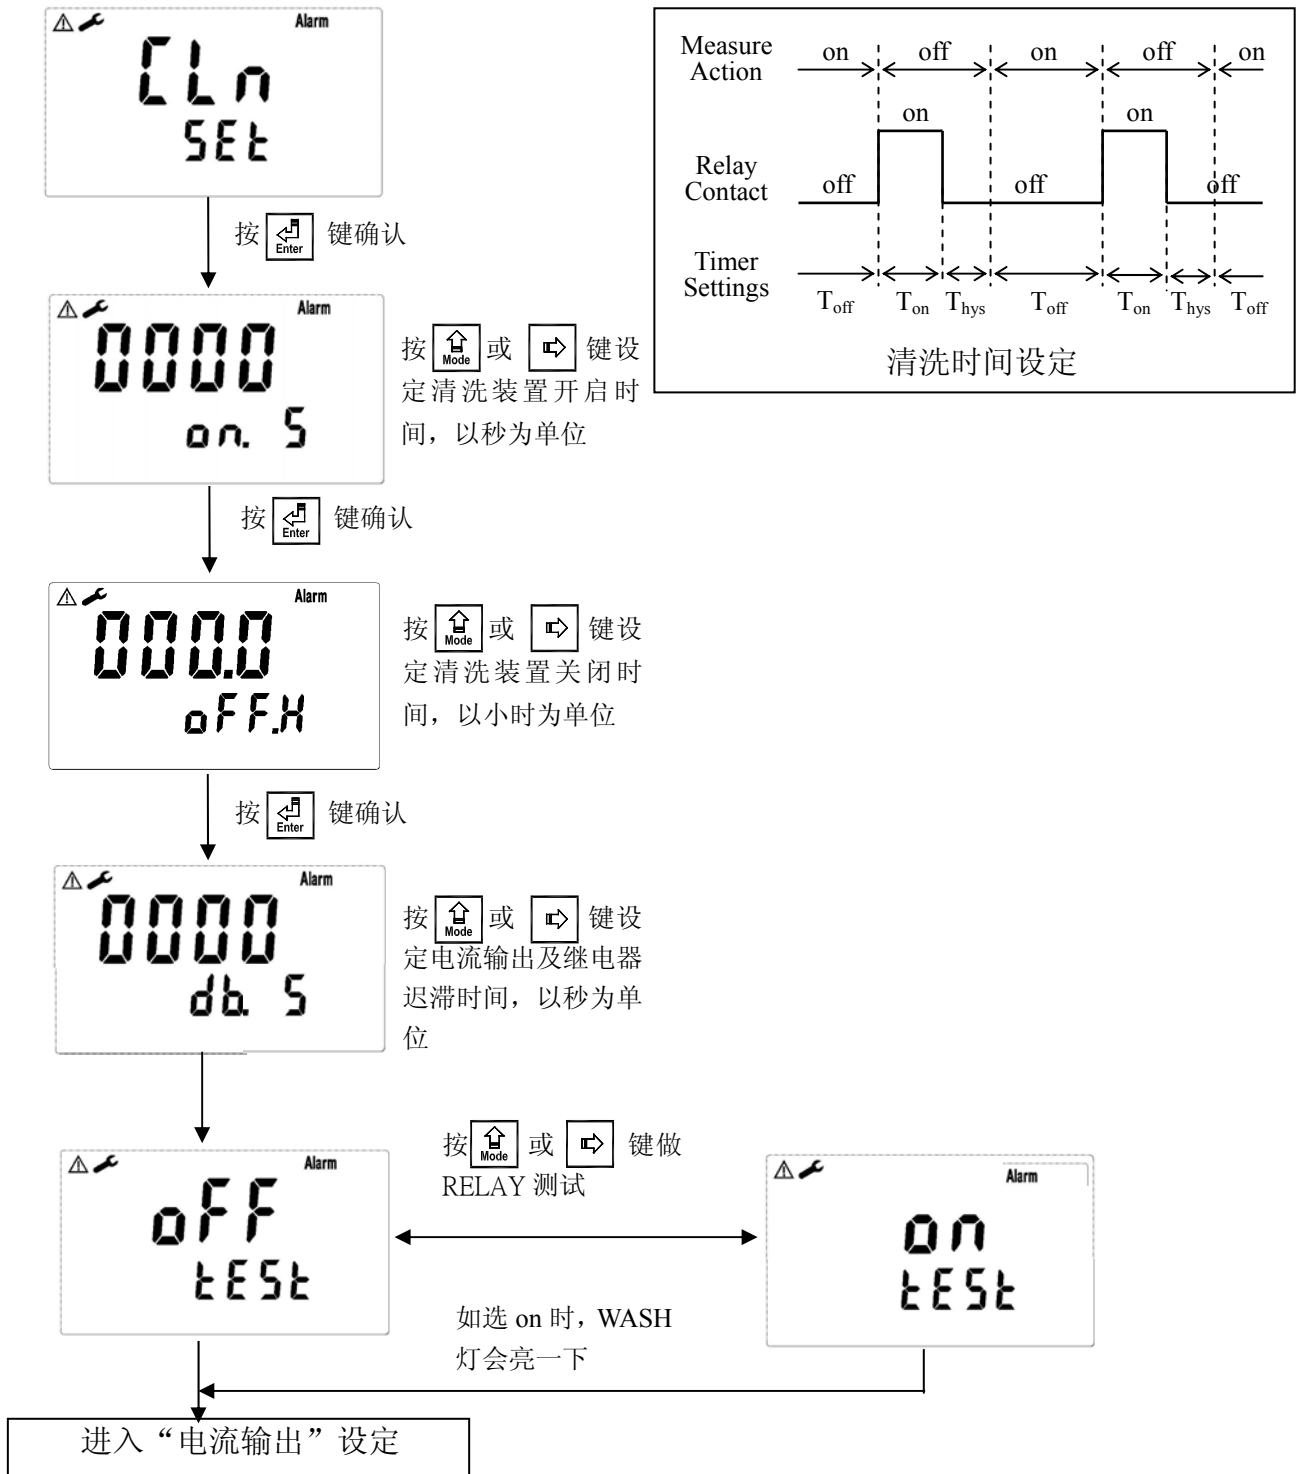 Alarm
CLn
SEt
按 Enter 键确认
Alarm
0000
on. S
按 Mode 或 键设
定清洗装置开启时
间，以秒为单位
按 Enter 键确认
Alarm
000.0
oFF.H
按 Mode 或 键设
定清洗装置关闭时
间，以小时为单位
按 Enter 键确认
Alarm
0000
db. S
按 Mode 或 键设
定电流输出及继电器
迟滞时间，以秒为单
位
Alarm
oFF
tESt
按 Mode 或 键做
RELAY 测试
如选 on 时，WASH
灯会亮一下
Alarm
on
tESt
进入“电流输出”设定
Measure
Action
on off on off on
on on
Relay
Contact
off off off
Timer
Settings
Toff Ton Thys Toff Ton Thys Toff
清洗时间设定